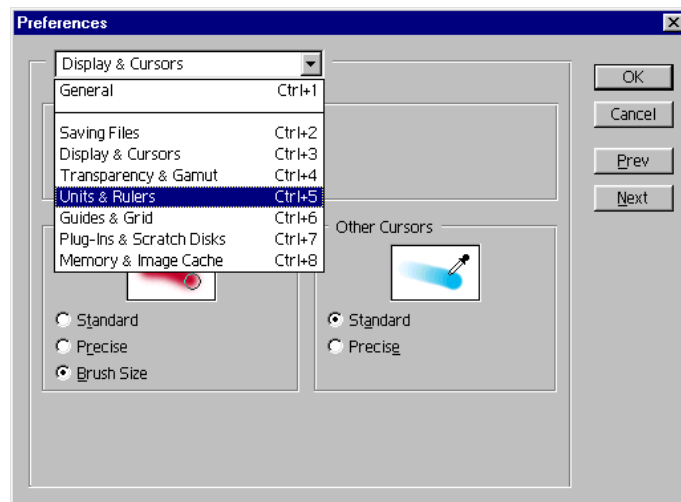 Preferences
Display & Cursors
General Ctrl+1
Saving Files Ctrl+2
Display & Cursors Ctrl+3
Transparency & Gamut Ctrl+4
Units & Rulers Ctrl+5
Guides & Grid Ctrl+6
Plug-Ins & Scratch Disks Ctrl+7
Memory & Image Cache Ctrl+8
Standard
Precise
Brush Size
Other Cursors
Standard
Precise
OK
Cancel
Prev
Next